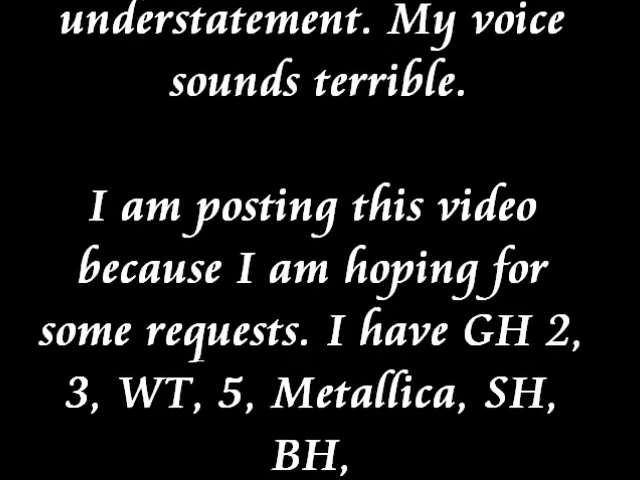 understatement. My voice
sounds terrible.
I am posting this video
because I am hoping for
some requests. I have GH 2,
3, WT, 5, Metallica, SH,
BH,